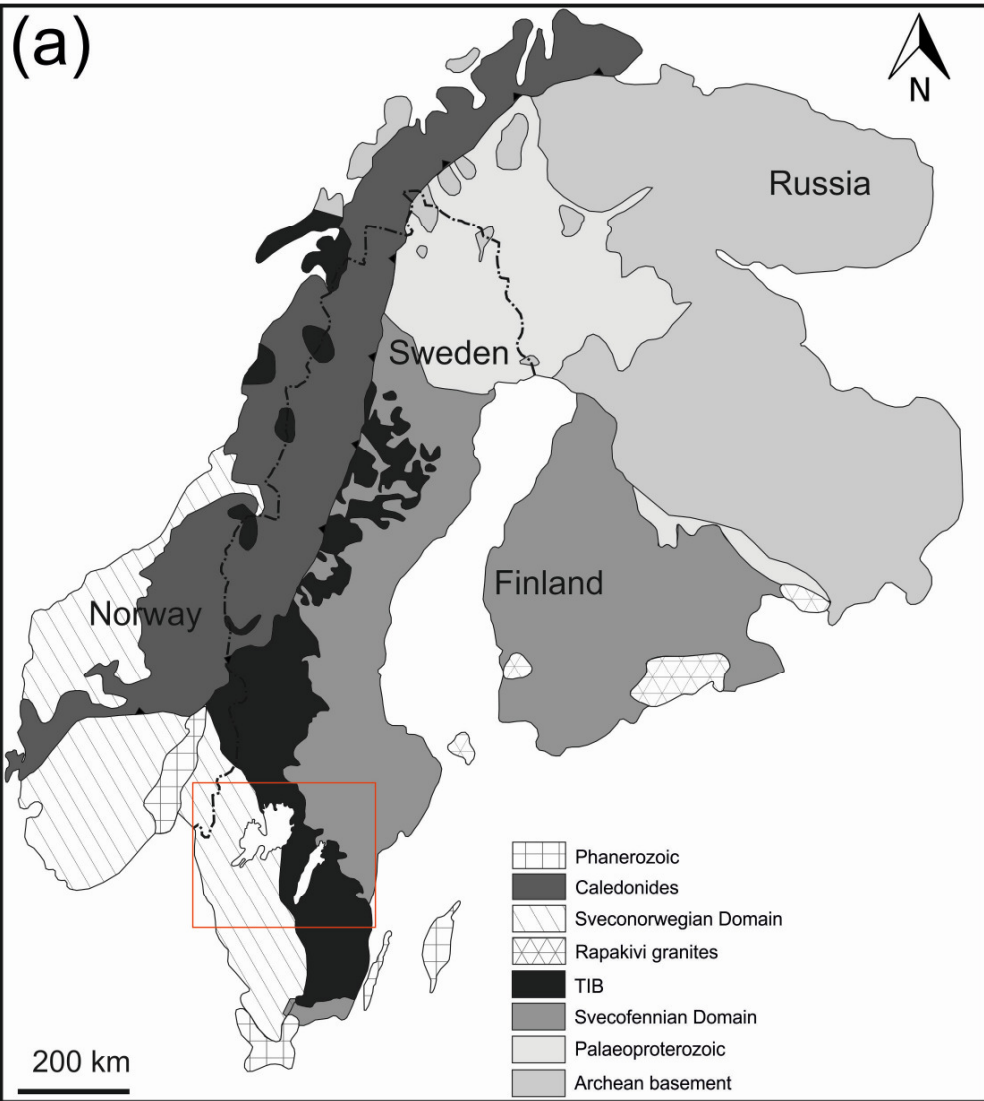 (a)
N
Russia
Sweden
Finland
Norway
Phanerozoic
Caledonides
Sveconorwegian Domain
Rapakivi granites
TIB
Svecofennian Domain
Palaeoproterozoic
Archean basement
200 km